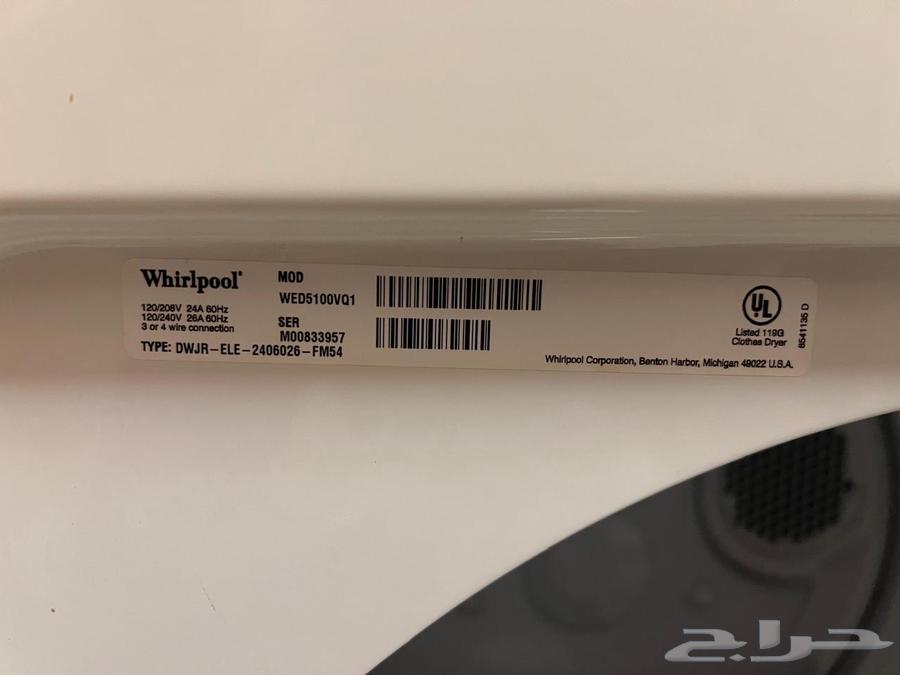 Whirlpool®
120/208V 24A 60Hz
120/240V 26A 60Hz
3 or 4 wire connection
TYPE: DWJR-ELE-2406026-FM54
MOD
WED5100VQ1
SER
M00833957
UL
Listed 119G
Clothes Dryer
8541135 D
Whirlpool Corporation, Benton Harbor, Michigan 49022 U.S.A.
حراج